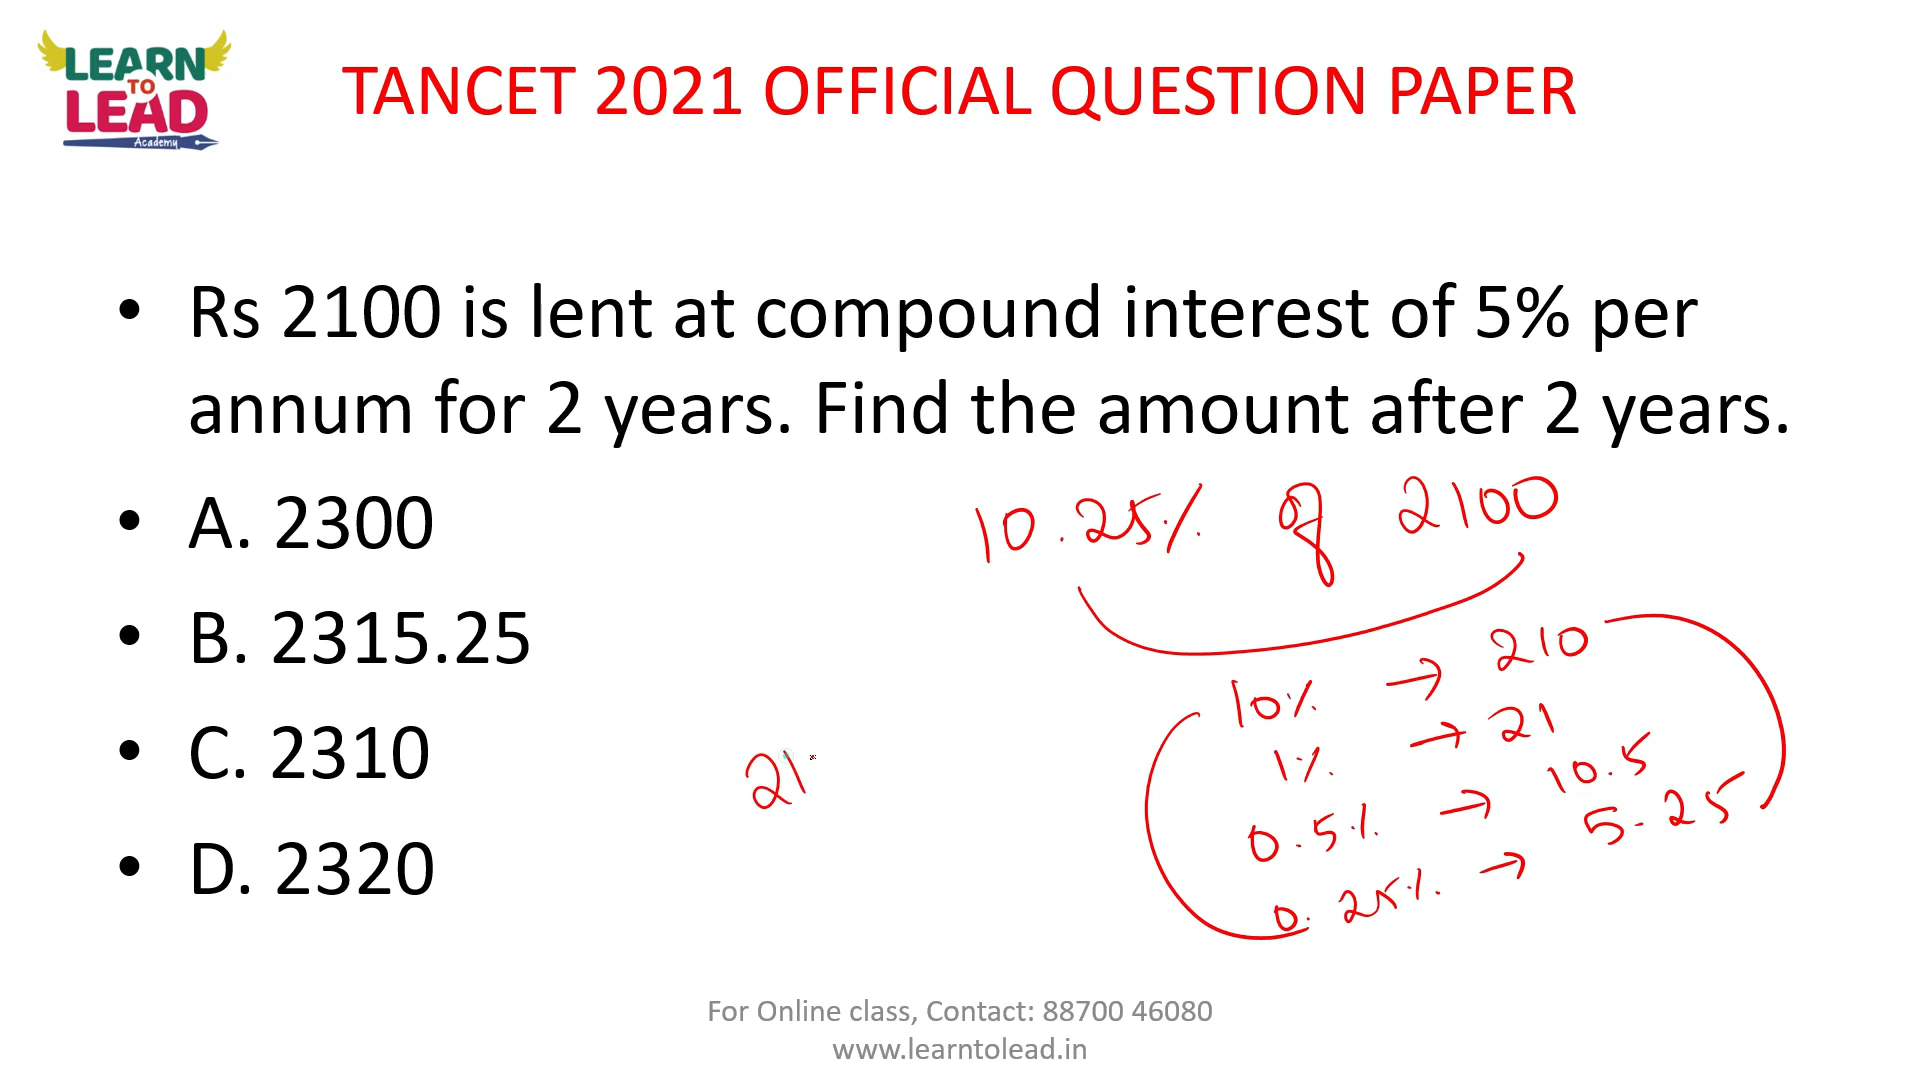 LEARN
TO
LEAD
Academy
TANCET 2021 OFFICIAL QUESTION PAPER
• Rs 2100 is lent at compound interest of 5% per
annum for 2 years. Find the amount after 2 years.
• A. 2300
10.25% of 2100
• B. 2315.25
10% → 210
• C. 2310
1% → 21
21
0.5% → 10.5
• D. 2320
0.25% → 5.25
For Online class, Contact: 88700 46080
www.learntolead.in